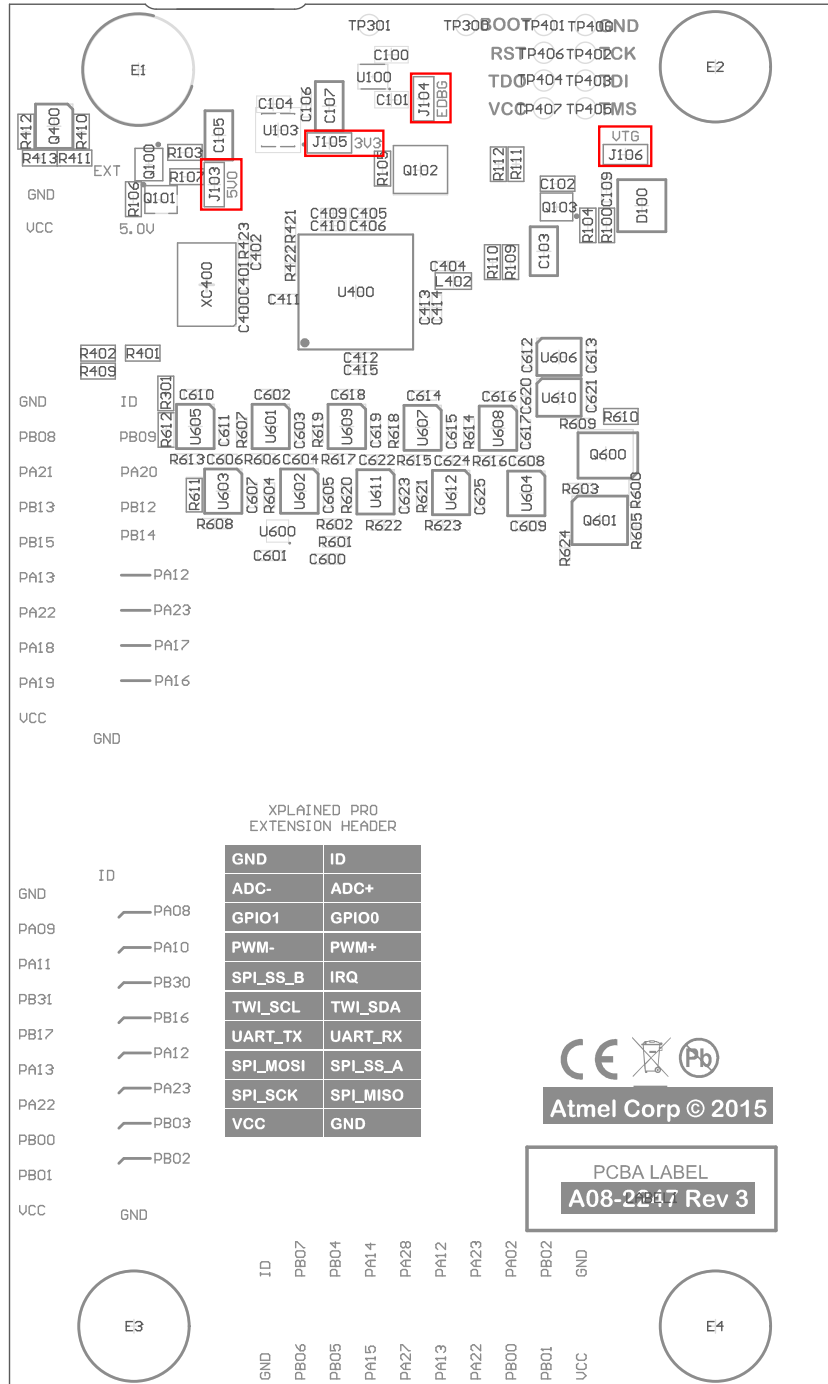 TP301 TP300 BOOT TP401 TP400 GND
E1 E2
C100 RST TP406 TP402 TCK
U100 TDO TP404 TP403 TDI
C104 C106 C107 C101 J104 EDBG VCC TP407 TP405 TMS
R412 Q400 R410 C105 U103 VTG
R413 R411 Q100 R103 J105 3V3 R112 R111 J106
EXT R107 J103 5V0 R105 Q102 C102 C109 D100
GND R106 Q101 Q103 R104 R100
VCC 5.0V R423 C402 R421 C409 C405
C410 C406 C103
XC400 C401 R422 C404 R110 R109
C400 C411 U400 L402
C413 C414
R402 R401 C412 C612 U606 C613
R409 C415
GND ID R301 C610 C602 C618 C614 C616 C620 U610 C621
R612 U605 C611 R607 U601 C603 R619 U609 C619 R618 U607 C615 R614 U608 C617 R609 R610
PB08 PB09
R613 C606 R606 C604 R617 C622 R615 C624 R616 C608 Q600
PA21 PA20
R611 U603 C607 R604 U602 C605 R620 U611 C623 R621 U612 C625 U604 R603 R600
PB13 PB12
R608 U600 R602 R622 R623 C609 Q601 R605
PB15 PB14
R601 R624
C601 C600
PA13 PA12
PA22 PA23
PA18 PA17
PA19 PA16
VCC
GND
XPLAINED PRO
EXTENSION HEADER
GND ID
ADC- ADC+
GPIO1 GPIO0
PWM- PWM+
SPI_SS_B IRQ
TWI_SCL TWI_SDA
UART_TX UART_RX
SPI_MOSI SPI_SS_A
SPI_SCK SPI_MISO
VCC GND
ID
GND PA08
PA09 PA10
PA11 PB30
PB31 PB16
PB17 PA12
PA13 PA23
PA22 PB03
PB00 PB02
PB01
VCC GND
CE Pb
Atmel Corp © 2015
PCBA LABEL
A08-2247 Rev 3
ID PB07 PB04 PA14 PA28 PA12 PA23 PA02 PB02 GND
E3 E4
GND PB06 PB05 PA15 PA27 PA13 PA22 PB00 PB01 VCC